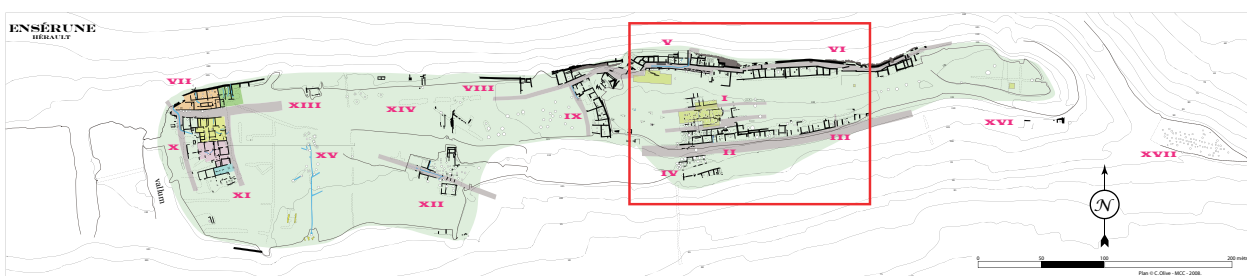 ENSÉRUNE
HÉRAULT
V
VI
VII
VIII
XIII
XIV
I
IX
III
XVI
X
XV
II
XVII
IV
XI
XII
vallum
N
0
50
100
200 mètr
Plan © C. Olive - MCC - 2008.